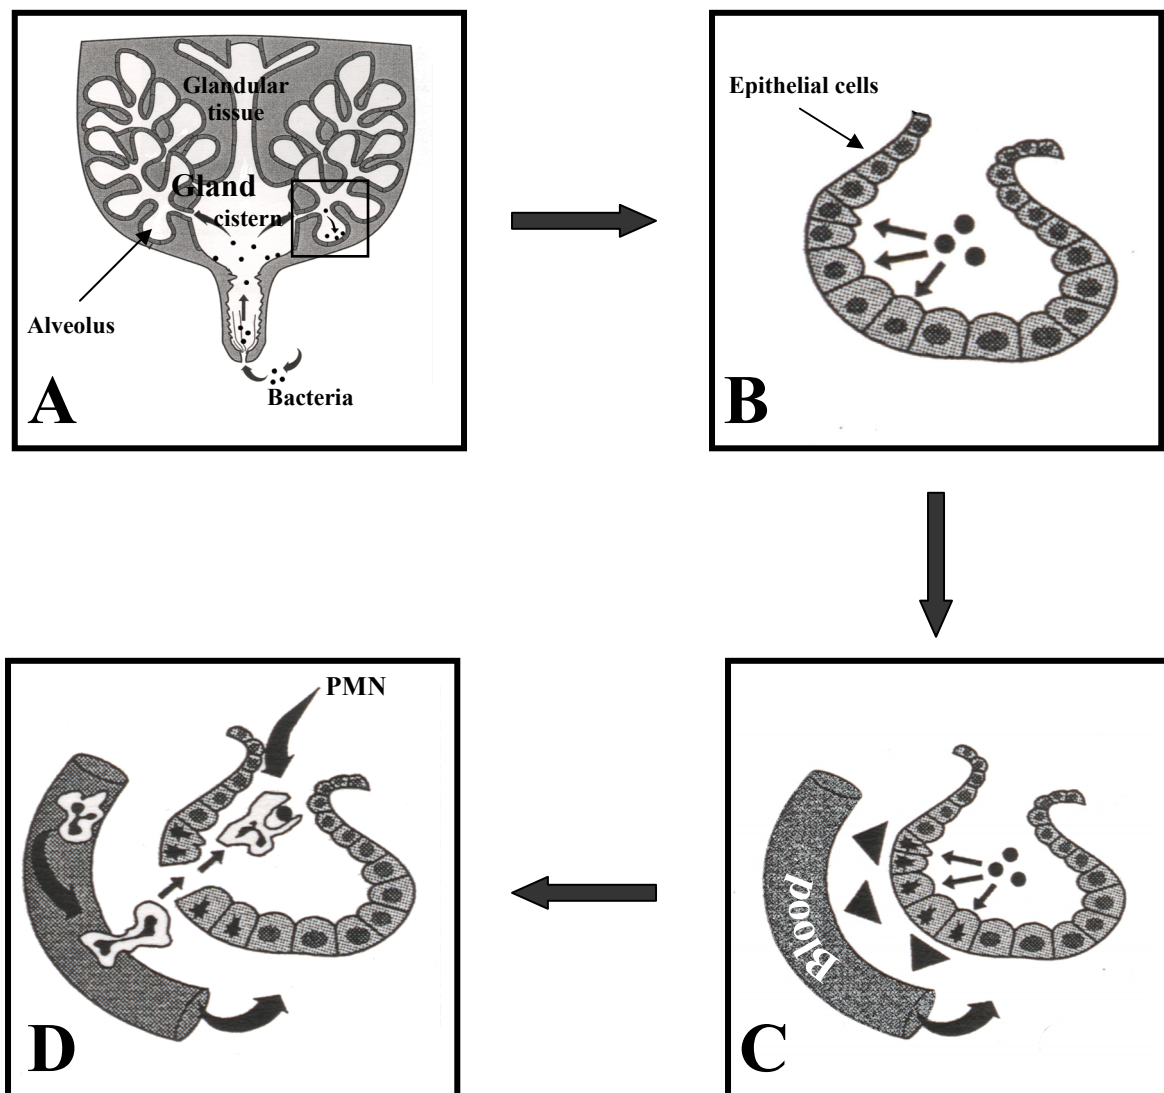 Glandular
tissue
Gland
cistern
Alveolus
Bacteria
A
Epithelial cells
B
PMN
D
Blood
C